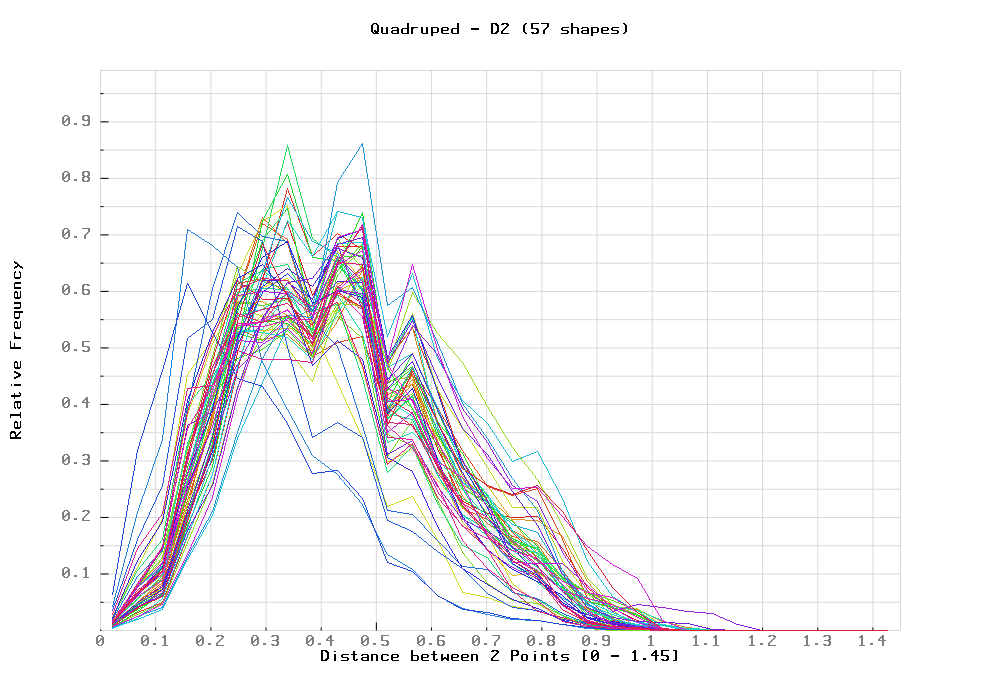 Quadruped - D2 (57 shapes)
0.9
0.8
0.7
0.6
0.5
0.4
0.3
0.2
0.1
Relative Frequency
0 0.1 0.2 0.3 0.4 0.5 0.6 0.7 0.8 0.9 1 1.1 1.2 1.3 1.4
Distance between 2 Points [0 - 1.45]